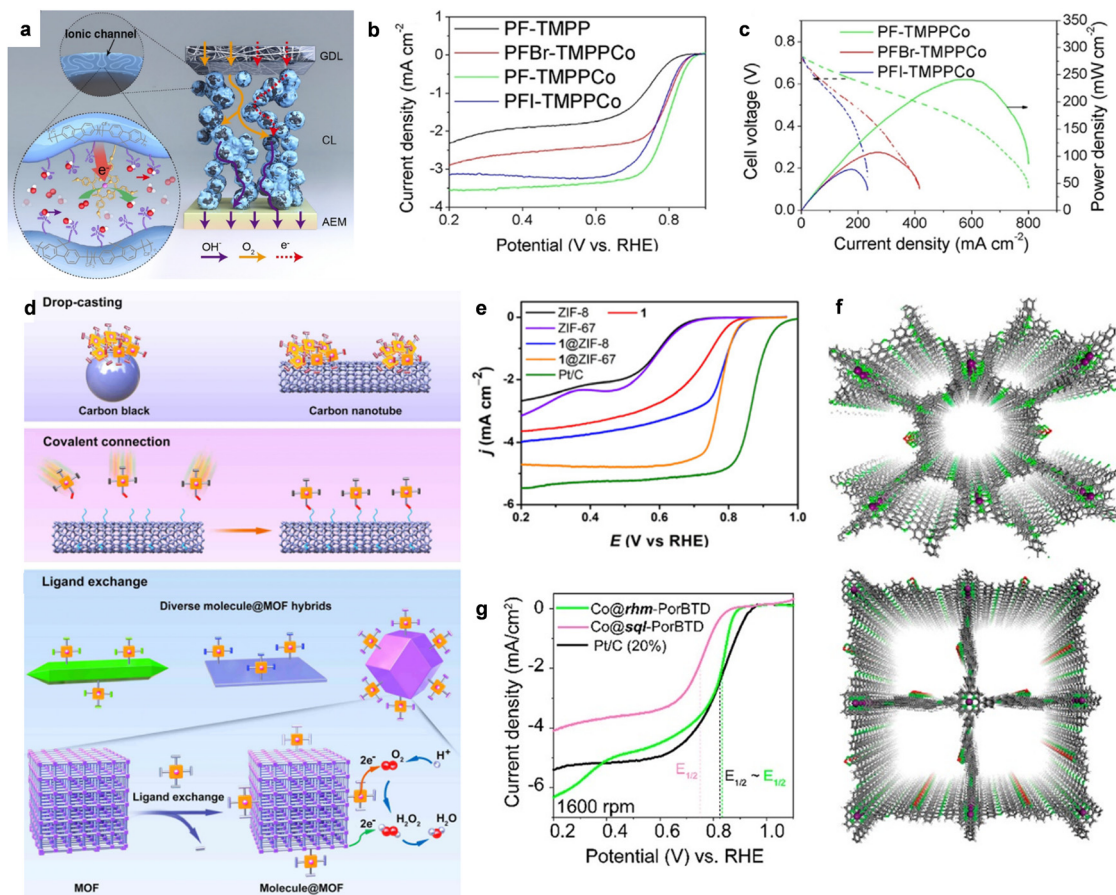 a
Ionic channel
GDL
CL
AEM
e⁻
OH⁻
O₂
e⁻
b
PF-TMPP
PFBr-TMPPCo
PF-TMPPCo
PFI-TMPPCo
Current density (mA cm⁻²)
1
0
-1
-2
-3
-4
0.2
0.4
0.6
0.8
Potential (V vs. RHE)
c
PF-TMPPCo
PFBr-TMPPCo
PFI-TMPPCo
Cell voltage (V)
0.8
0.6
0.4
0.2
0.0
0
200
400
600
800
Current density (mA cm⁻²)
350
300
250
200
150
100
50
0
Power density (mW cm⁻²)
d
Drop-casting
Carbon black
Carbon nanotube
Covalent connection
Ligand exchange
Diverse molecule@MOF hybrids
Ligand exchange
MOF
Molecule@MOF
2e⁻
O₂
H⁺
2e⁻
H₂O₂
H₂O
e
ZIF-8
1
ZIF-67
1@ZIF-8
1@ZIF-67
Pt/C
j (mA cm⁻²)
0
-2
-4
-6
0.2
0.4
0.6
0.8
1.0
E (V vs RHE)
f
g
Co@rhm-PorBTD
Co@sql-PorBTD
Pt/C (20%)
E₁/₂
E₁/₂ ~ E₁/₂
1600 rpm
Current density (mA/cm²)
0
-2
-4
-6
0.2
0.4
0.6
0.8
1.0
Potential (V) vs. RHE